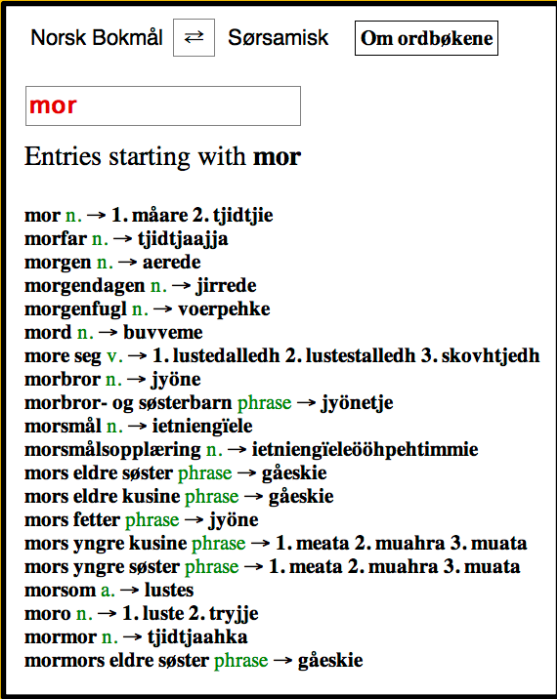 Norsk Bokmål ⇄ Sørsamisk Om ordbøkene
mor
Entries starting with mor
mor n. → 1. måare 2. tjidtjie
morfar n. → tjidtjaajja
morgen n. → aerede
morgendagen n. → jirrede
morgenfugl n. → voerpehke
mord n. → buvveme
more seg v. → 1. lustedalledh 2. lustestalledh 3. skovhtjedh
morbror n. → jyöne
morbror- og søsterbarn phrase → jyönetje
morsmål n. → ietniengïele
morsmålsopplæring n. → ietniengïeleööhpehtimmie
mors eldre søster phrase → gåeskie
mors eldre kusine phrase → gåeskie
mors fetter phrase → jyöne
mors yngre kusine phrase → 1. meata 2. muahra 3. muata
mors yngre søster phrase → 1. meata 2. muahra 3. muata
morsom a. → lustes
moro n. → 1. luste 2. tryjje
mormor n. → tjidtjaahka
mormors eldre søster phrase → gåeskie